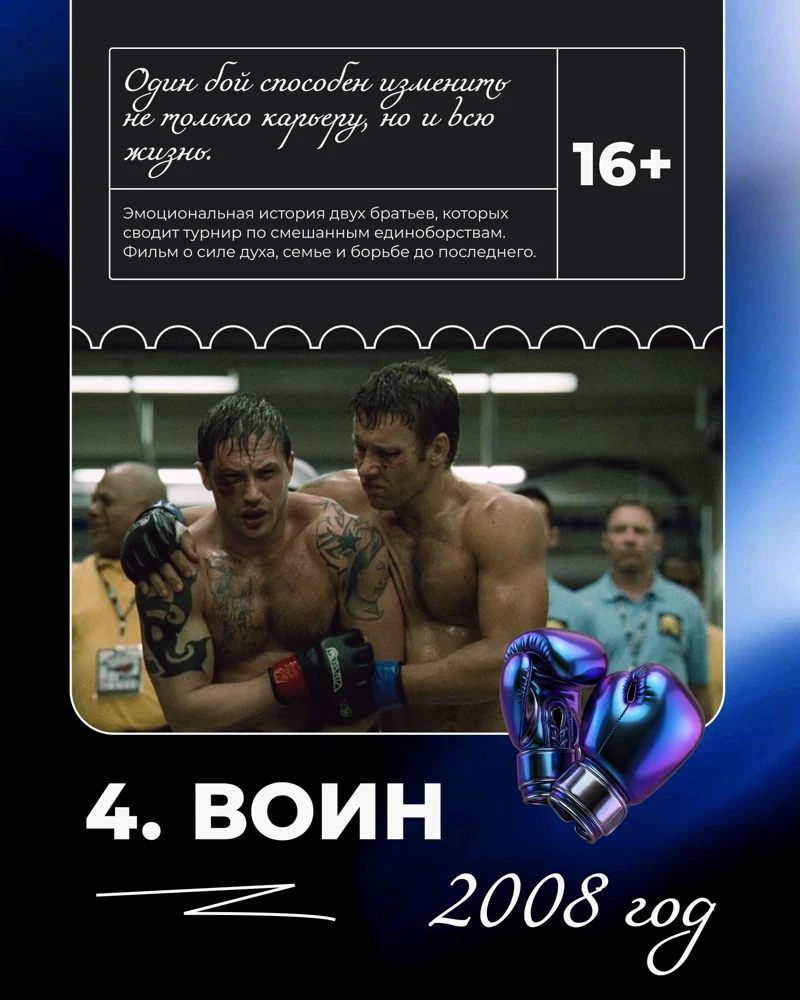 Один бой способен изменить
не только карьеру, но и всю
жизнь.
16+
Эмоциональная история двух братьев, которых
сводит турнир по смешанным единоборствам.
Фильм о силе духа, семье и борьбе до последнего.
4. ВОИН
2008 год